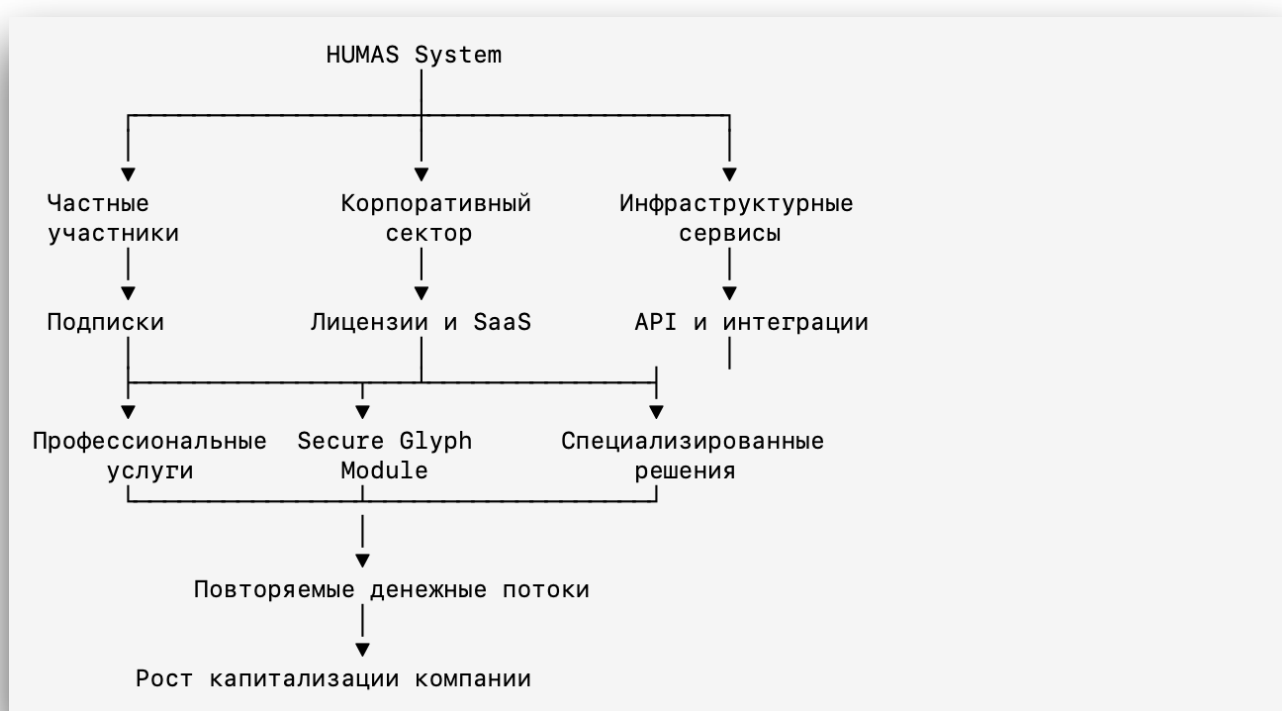 HUMAS System
Частные Корпоративный Инфраструктурные
участники сектор сервисы
Подписки Лицензии и SaaS API и интеграции
Профессиональные Secure Glyph Специализированные
услуги Module решения
Повторяемые денежные потоки
Рост капитализации компании